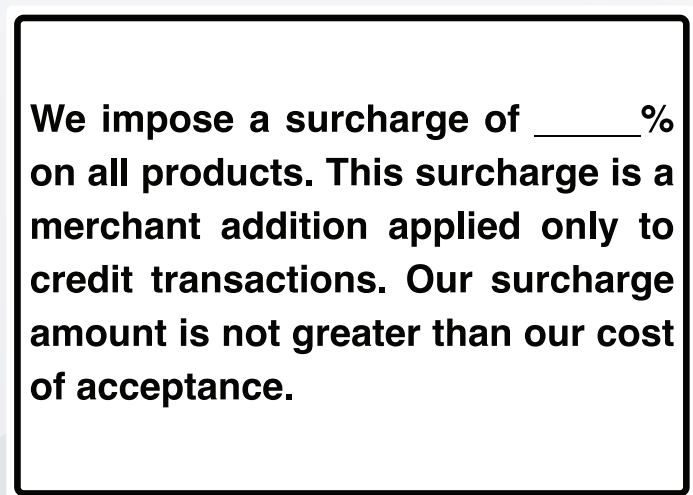 We impose a surcharge of _____%
on all products. This surcharge is a
merchant addition applied only to
credit transactions. Our surcharge
amount is not greater than our cost
of acceptance.